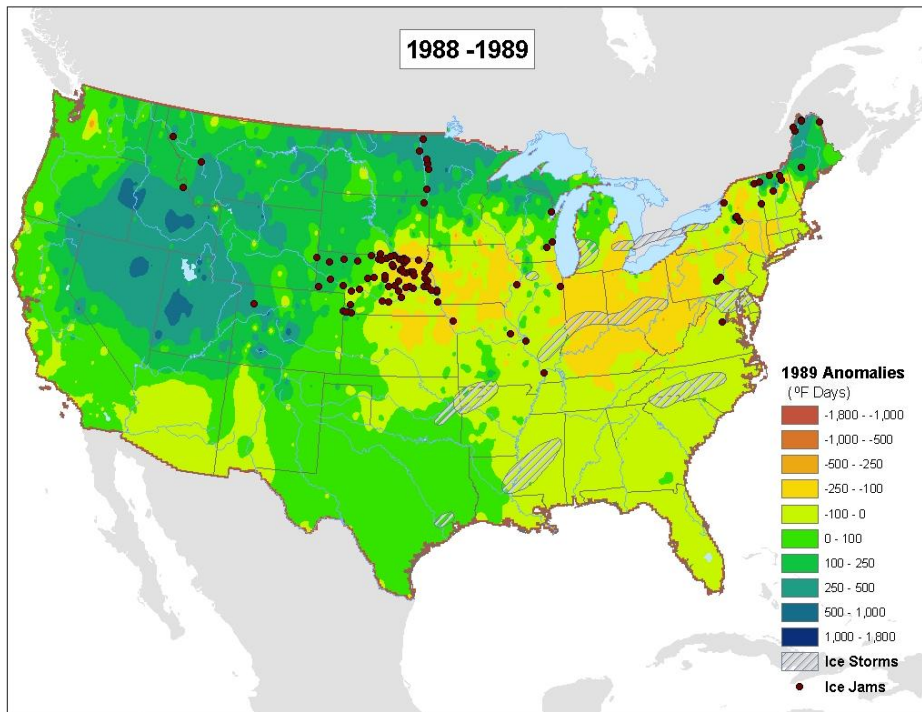 1988 -1989
1989 Anomalies
(ºF Days)
-1,800 - -1,000
-1,000 - -500
-500 - -250
-250 - -100
-100 - 0
0 - 100
100 - 250
250 - 500
500 - 1,000
1,000 - 1,800
Ice Storms
Ice Jams